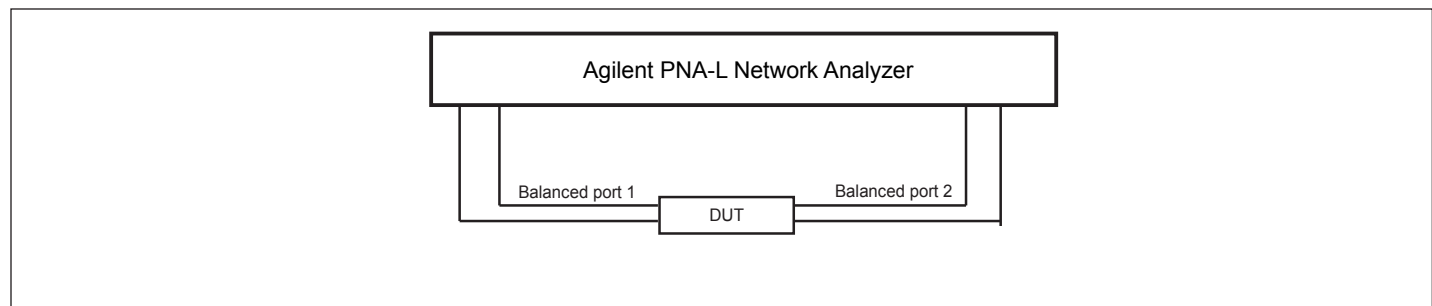 Agilent PNA-L Network Analyzer
Balanced port 1
Balanced port 2
DUT